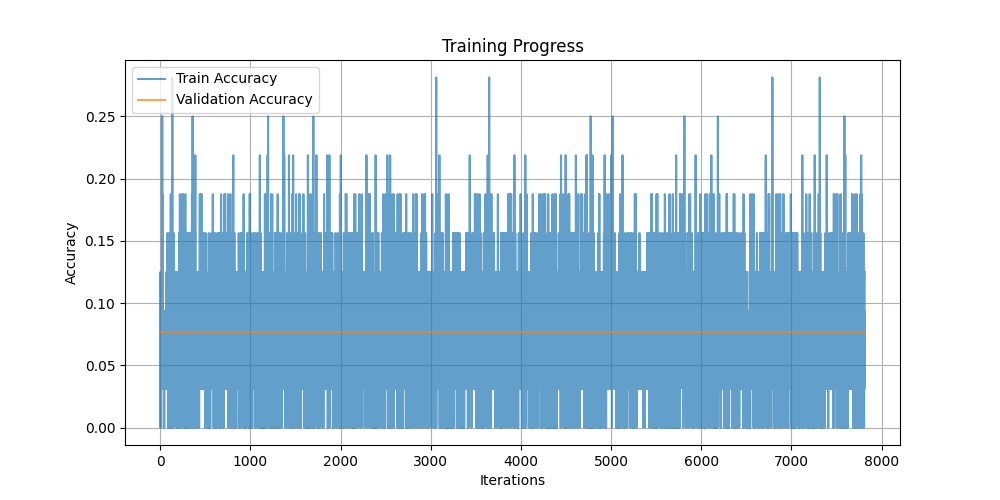 Training Progress
Train Accuracy
Validation Accuracy
0.25
0.20
0.15
0.10
0.05
0.00
Accuracy
0 1000 2000 3000 4000 5000 6000 7000 8000
Iterations